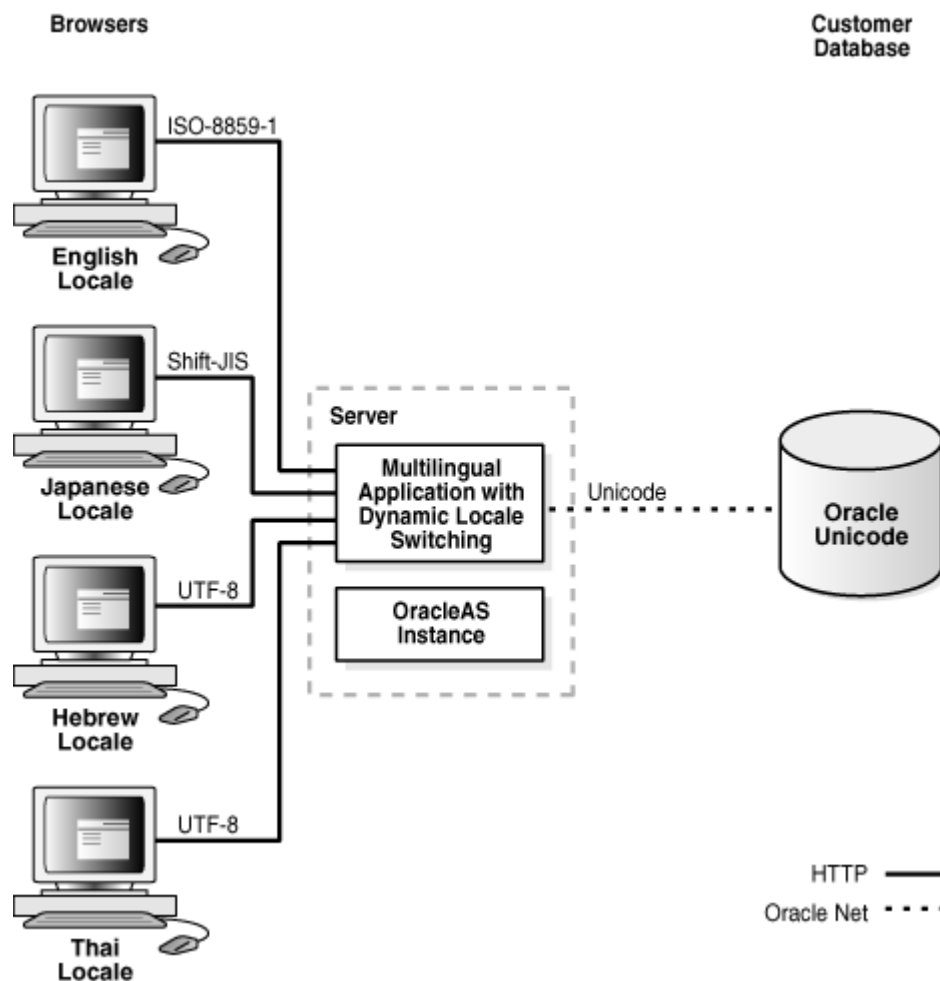 Browsers
Customer
Database
ISO-8859-1
English
Locale
Shift-JIS
Japanese
Locale
UTF-8
Hebrew
Locale
UTF-8
Thai
Locale
Server
Multilingual
Application with
Dynamic Locale
Switching
OracleAS
Instance
Unicode
Oracle
Unicode
HTTP
Oracle Net